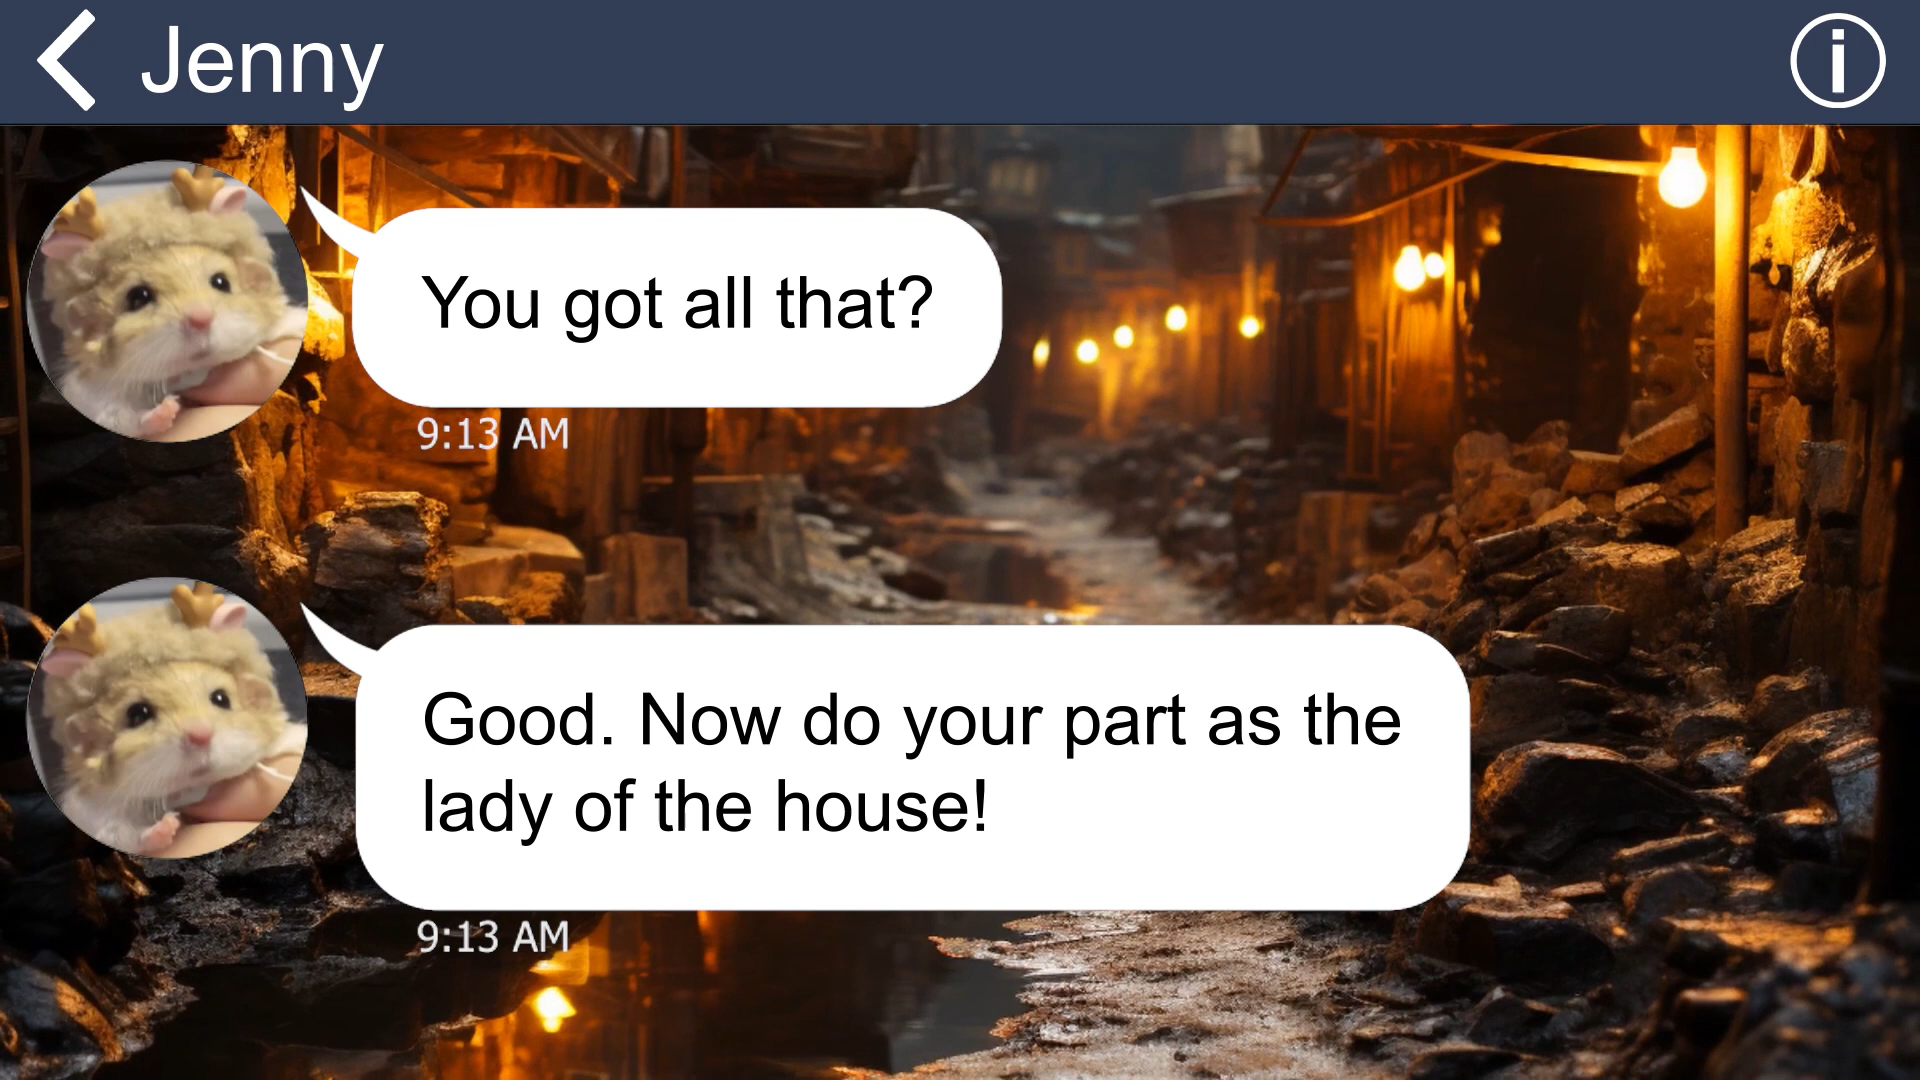 Jenny
You got all that?
9:13 AM
Good. Now do your part as the
lady of the house!
9:13 AM